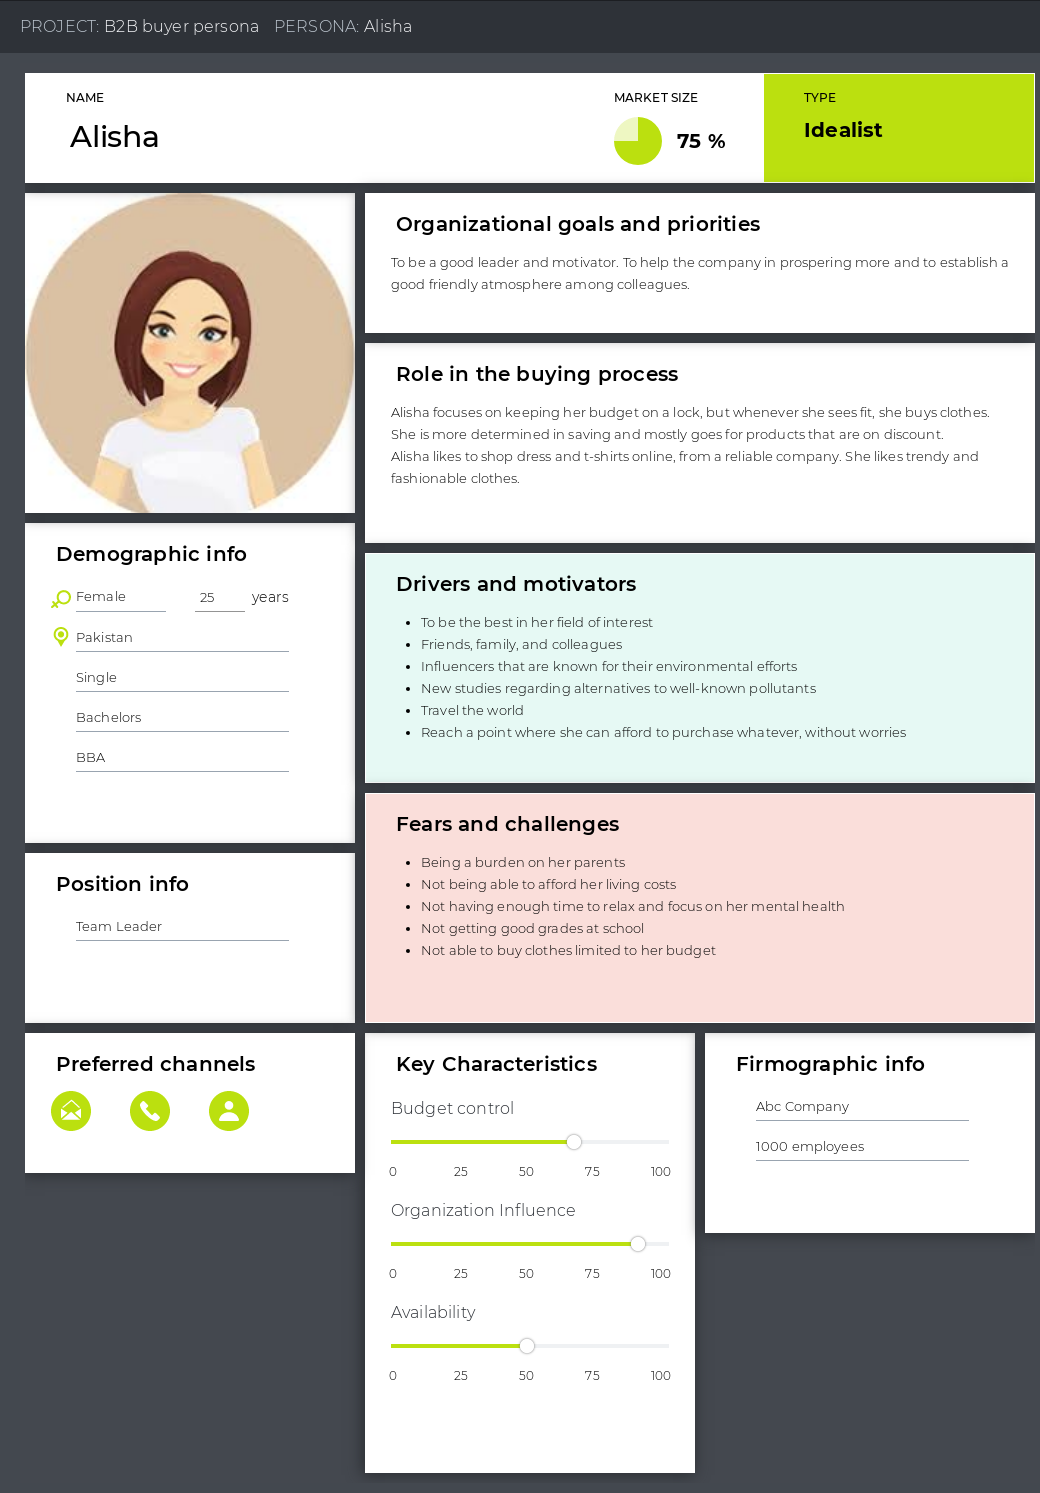 PROJECT: B2B buyer persona PERSONA: Alisha
NAME
Alisha
MARKET SIZE
75 %
TYPE
Idealist
Organizational goals and priorities
To be a good leader and motivator. To help the company in prospering more and to establish a
good friendly atmosphere among colleagues.
Role in the buying process
Alisha focuses on keeping her budget on a lock, but whenever she sees fit, she buys clothes.
She is more determined in saving and mostly goes for products that are on discount.
Alisha likes to shop dress and t-shirts online, from a reliable company. She likes trendy and
fashionable clothes.
Demographic info
Female 25 years
Pakistan
Single
Bachelors
BBA
Drivers and motivators
• To be the best in her field of interest
• Friends, family, and colleagues
• Influencers that are known for their environmental efforts
• New studies regarding alternatives to well-known pollutants
• Travel the world
• Reach a point where she can afford to purchase whatever, without worries
Position info
Team Leader
Fears and challenges
• Being a burden on her parents
• Not being able to afford her living costs
• Not having enough time to relax and focus on her mental health
• Not getting good grades at school
• Not able to buy clothes limited to her budget
Preferred channels
Key Characteristics
Budget control
0 25 50 75 100
Organization Influence
0 25 50 75 100
Availability
0 25 50 75 100
Firmographic info
Abc Company
1000 employees